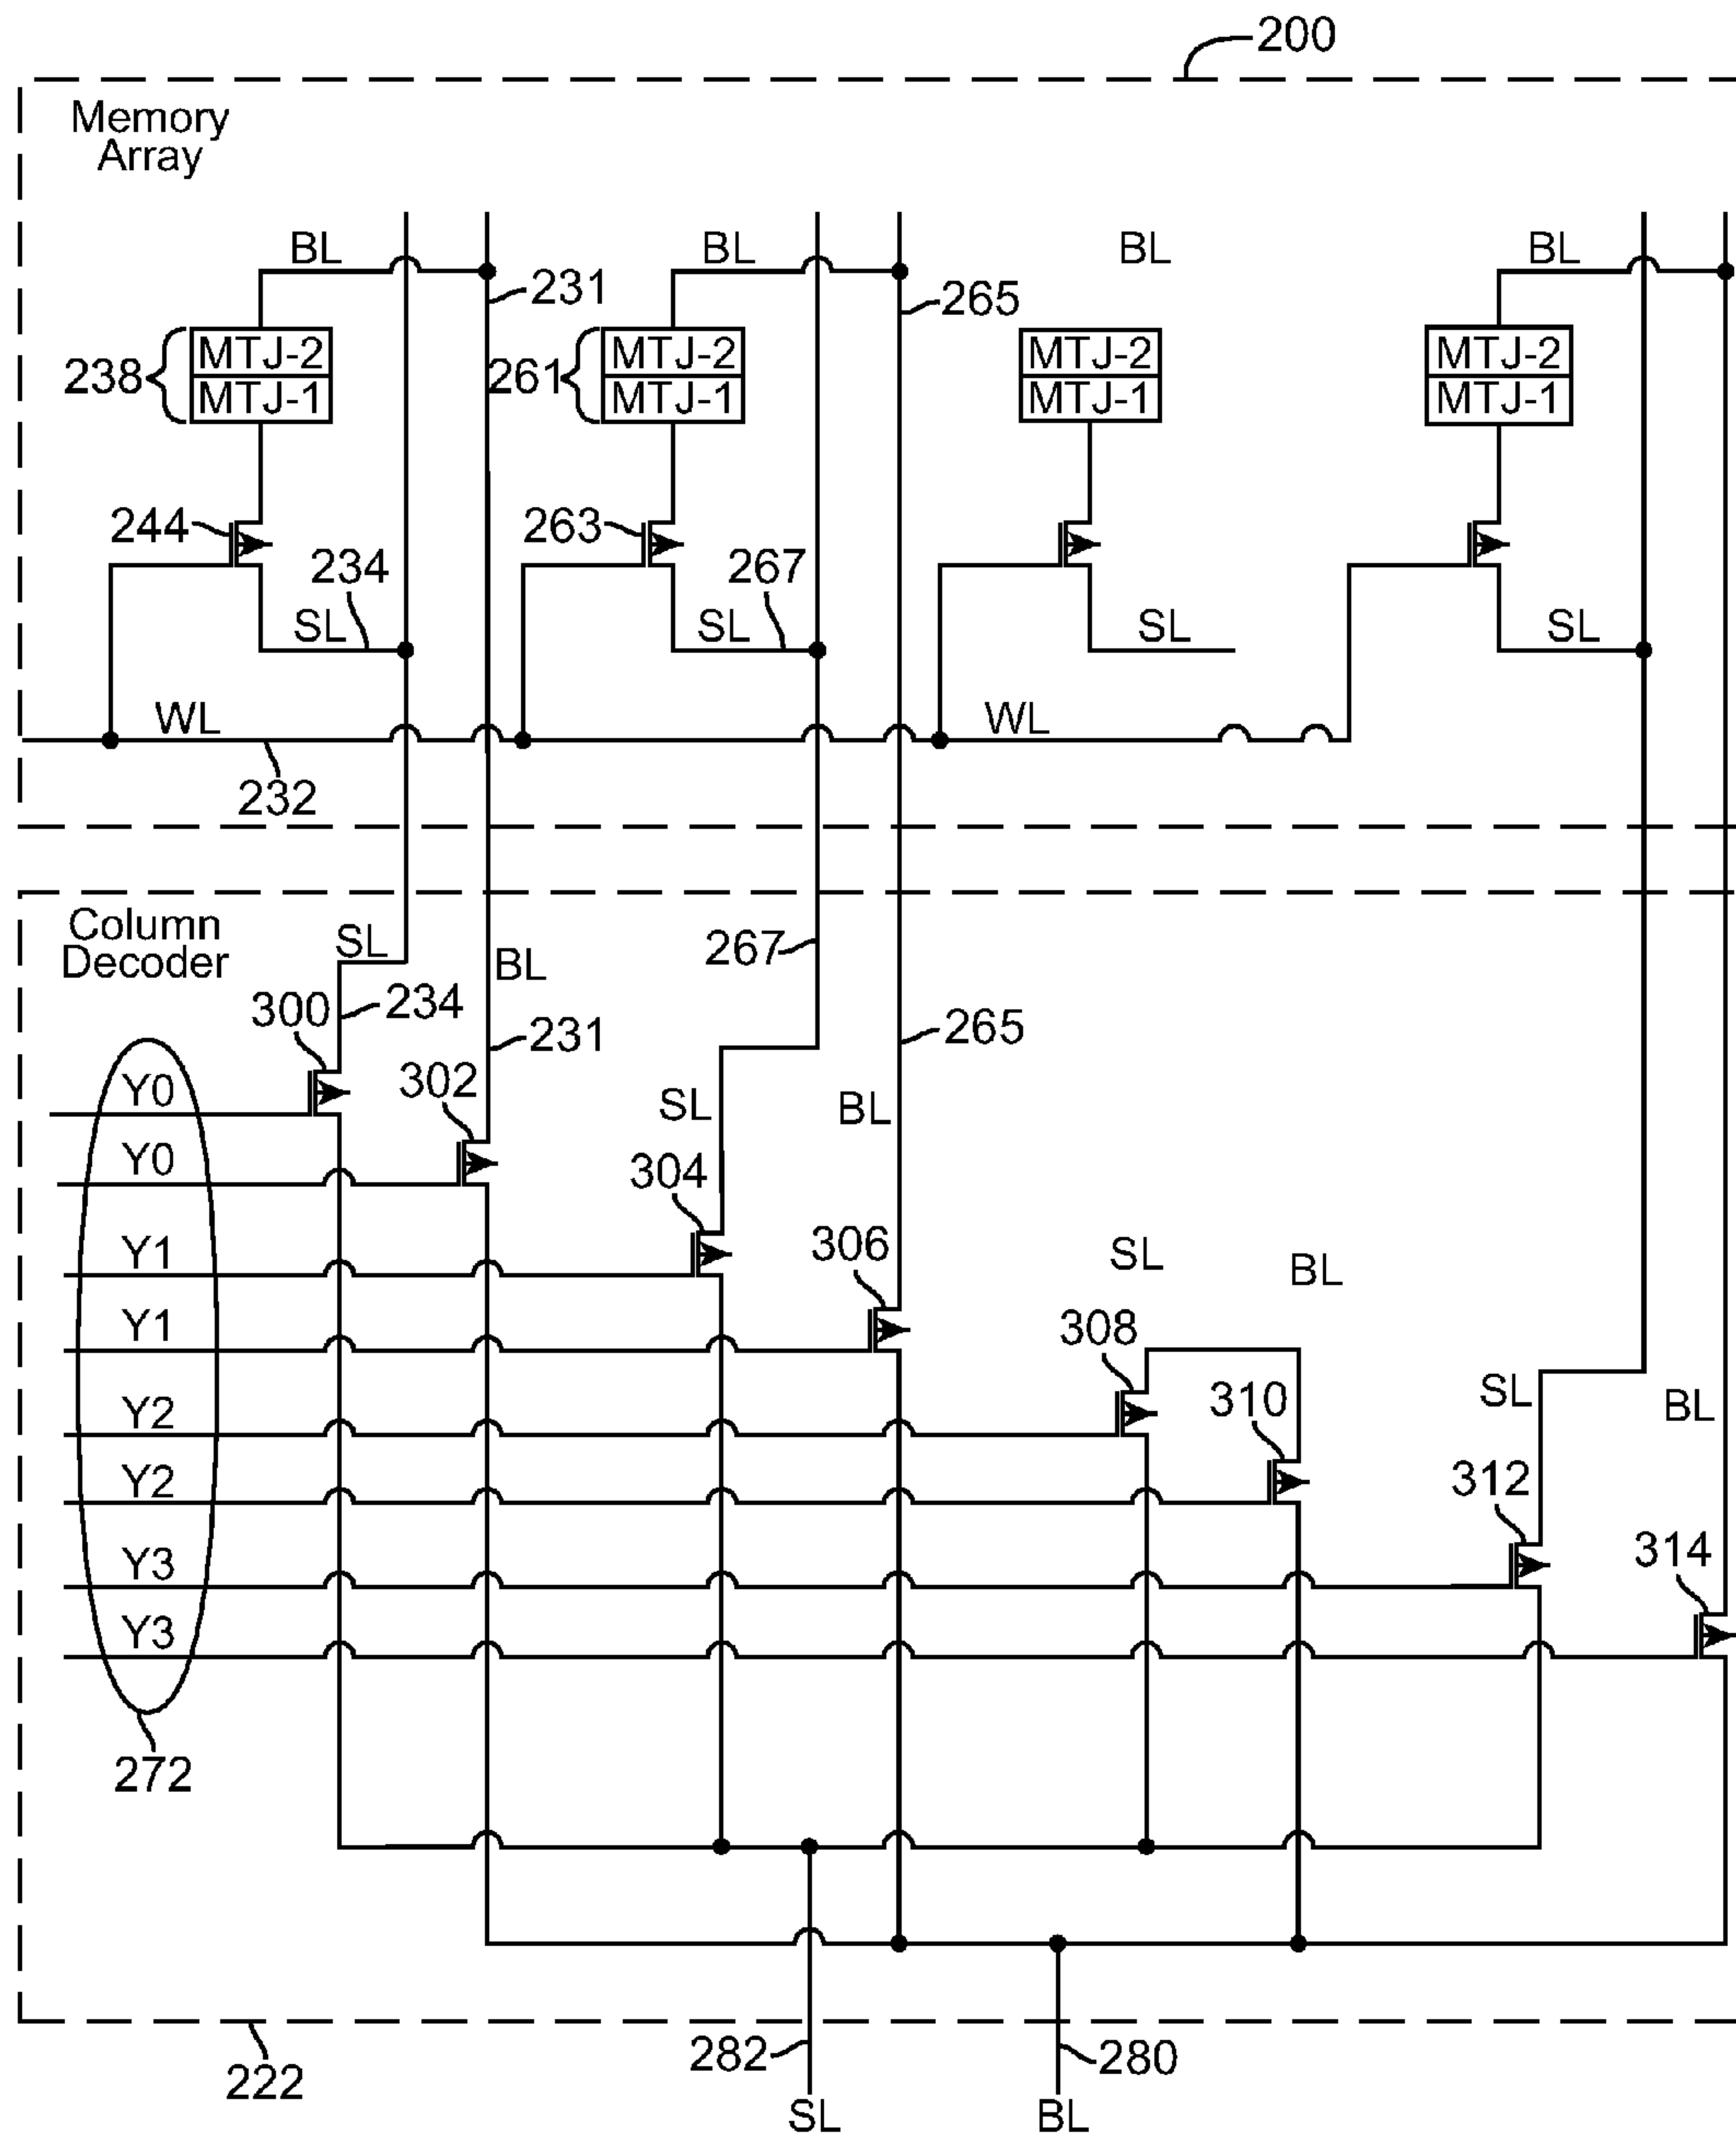 200
Memory
Array
BL BL BL BL
231 265
238 MTJ-2 261 MTJ-2 MTJ-2 MTJ-2
MTJ-1 MTJ-1 MTJ-1 MTJ-1
244 263
234 267
SL SL SL SL
WL WL
232
Column
Decoder
SL BL 267
300 234
231 265
Y0 302 SL BL
Y0 304
Y1 306 SL BL
Y1 308
Y2 310 SL BL
Y2 312
Y3 314
Y3
272
282 280
222
SL BL